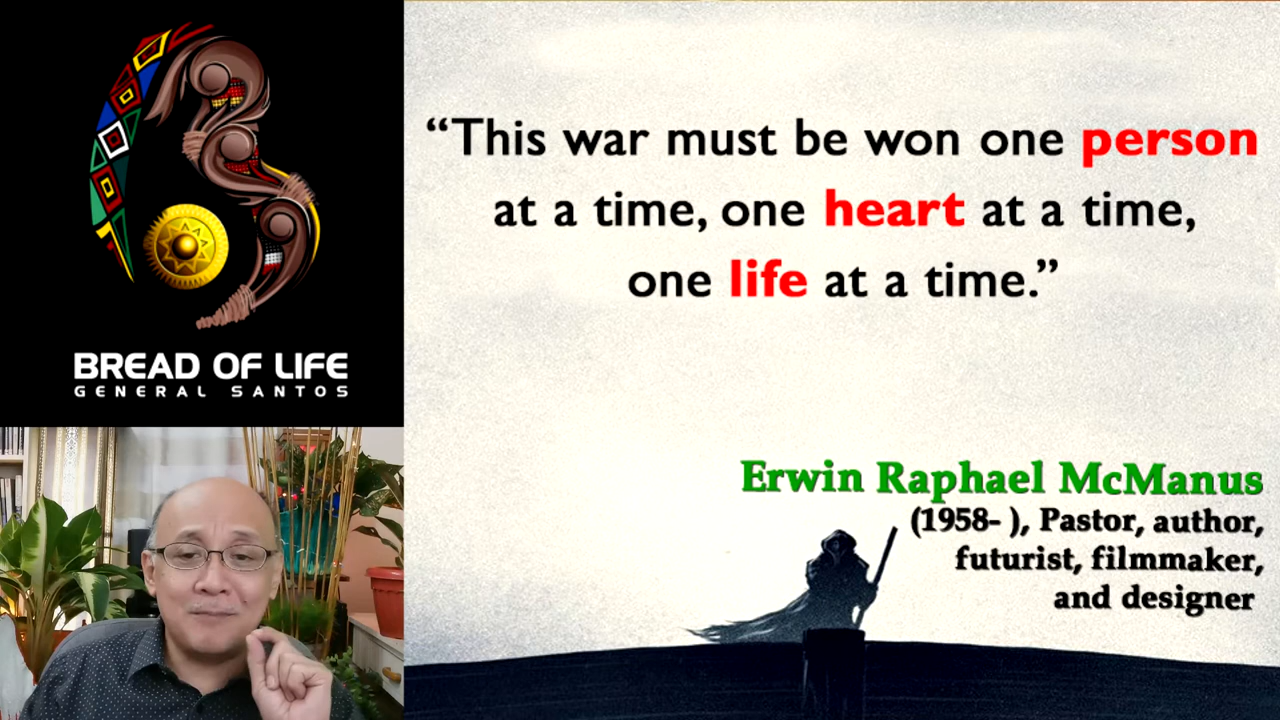 BREAD OF LIFE
GENERAL SANTOS
“This war must be won one person
at a time, one heart at a time,
one life at a time.”
Erwin Raphael McManus
(1958- ), Pastor, author,
futurist, filmmaker,
and designer